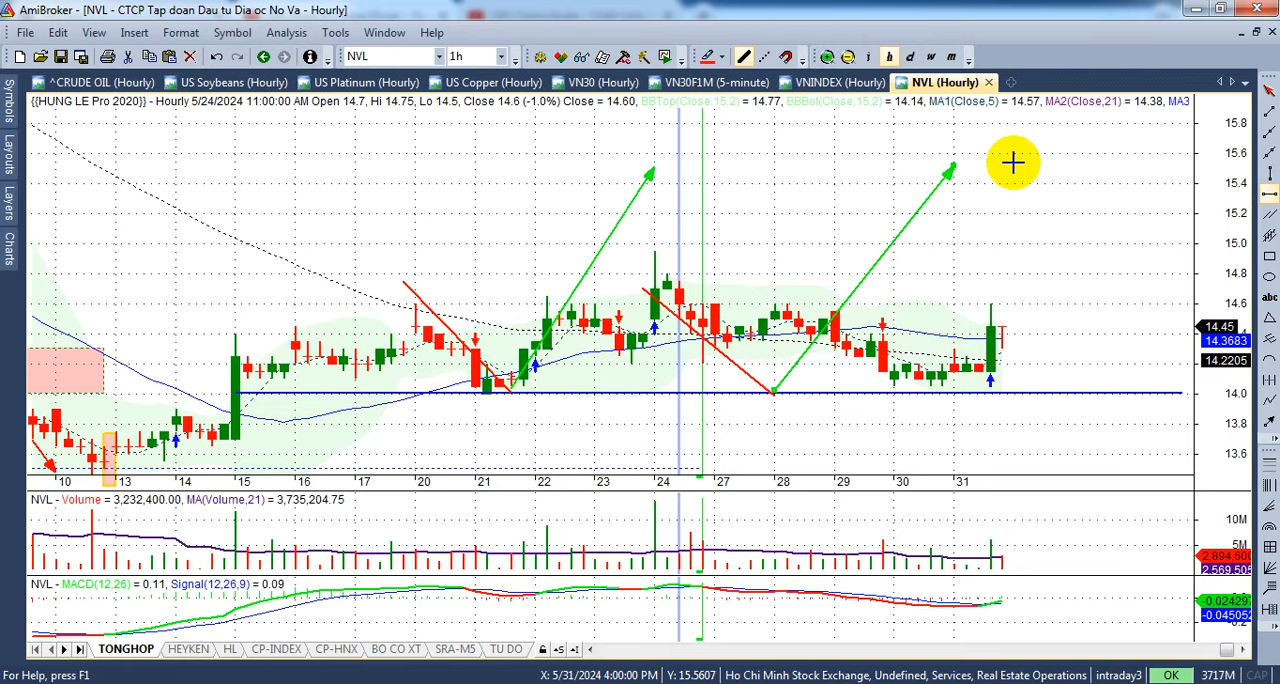 AmiBroker - [NVL - CTCP Tap doan Dau tu Dia oc No Va - Hourly]
File Edit View Insert Format Symbol Analysis Tools Window Help
NVL 1h i h d w m
^CRUDE OIL (Hourly) US Soybeans (Hourly) US Platinum (Hourly) US Copper (Hourly) VN30 (Hourly) VN30F1M (5-minute) VNINDEX (Hourly) NVL (Hourly)
Symbols
Layouts
Layers
Charts
{{HUNG LE Pro 2020}} - Hourly 5/24/2024 11:00:00 AM Open 14.7, Hi 14.75, Lo 14.5, Close 14.6 (-1.0%) Close = 14.60, BBTop(Close,15,2) = 14.77, BBBot(Close,15,2) = 14.14, MA1(Close,5) = 14.57, MA2(Close,21) = 14.38, MA3
15.8
15.6
15.4
15.2
15.0
14.8
14.6
14.45
14.3683
14.2205
14.0
13.8
13.6
10 13 14 15 16 17 20 21 22 23 24 27 28 29 30 31
NVL - Volume = 3,232,400.00, MA(Volume,21) = 3,735,204.75
10M
5M
2,894,600
2,569,505
NVL - MACD(12,26) = 0.11, Signal(12,26,9) = 0.09
-0.024297
-0.045052
TONGHOP HEYKEN HL CP-INDEX CP-HNX BO CO XT SRA-M5 TU DO
For Help, press F1 X: 5/31/2024 4:00:00 PM Y: 15.5607 Ho Chi Minh Stock Exchange, Undefined, Services, Real Estate Operations intraday3 OK 3717M CAP
abc